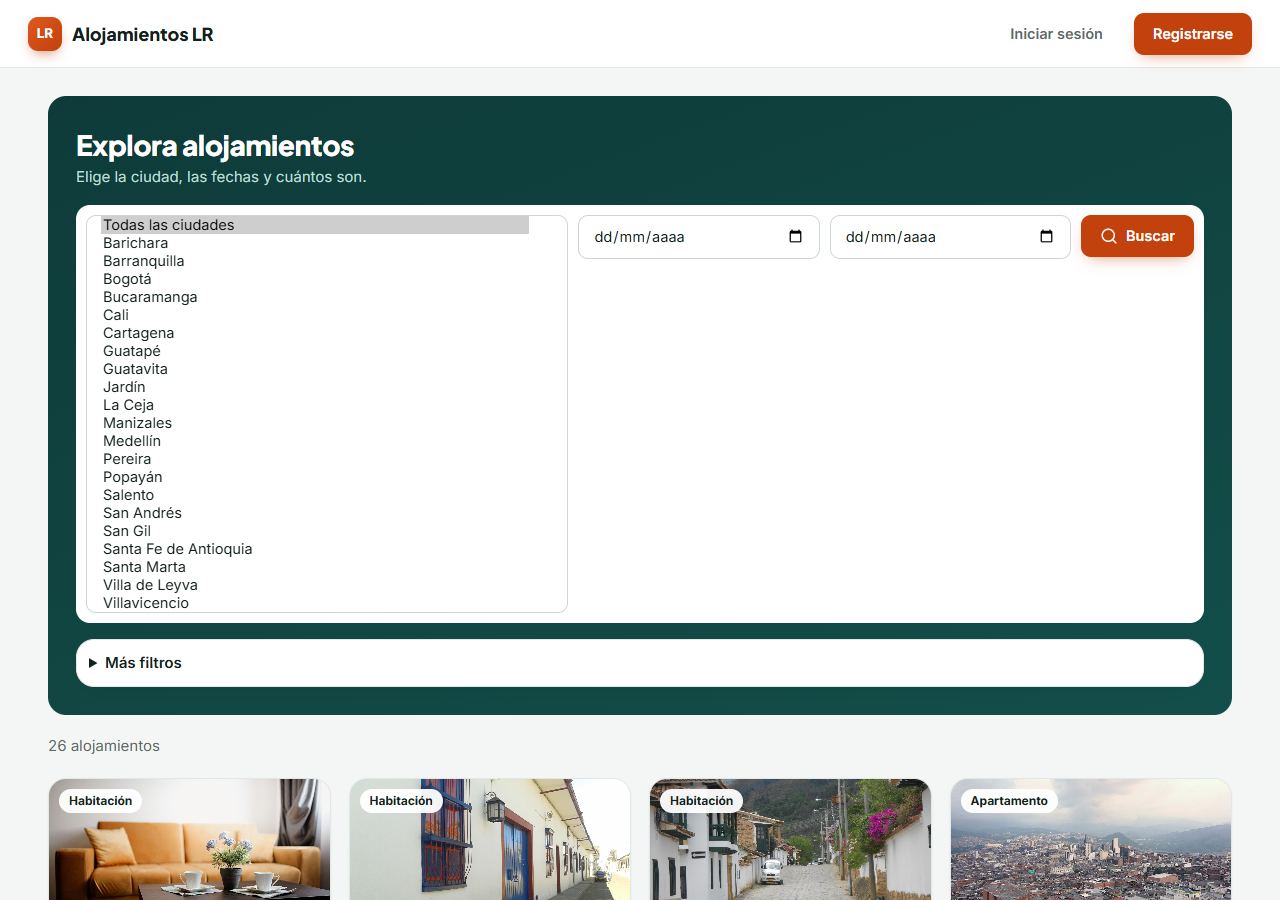 LR
Alojamientos LR
Iniciar sesión
Registrarse
Explora alojamientos
Elige la ciudad, las fechas y cuántos son.
Todas las ciudades
Barichara
Barranquilla
Bogotá
Bucaramanga
Cali
Cartagena
Guatapé
Guatavita
Jardín
La Ceja
Manizales
Medellín
Pereira
Popayán
Salento
San Andrés
San Gil
Santa Fe de Antioquia
Santa Marta
Villa de Leyva
Villavicencio
dd/mm/aaaa
dd/mm/aaaa
Buscar
Más filtros
26 alojamientos
Habitación
Habitación
Habitación
Apartamento